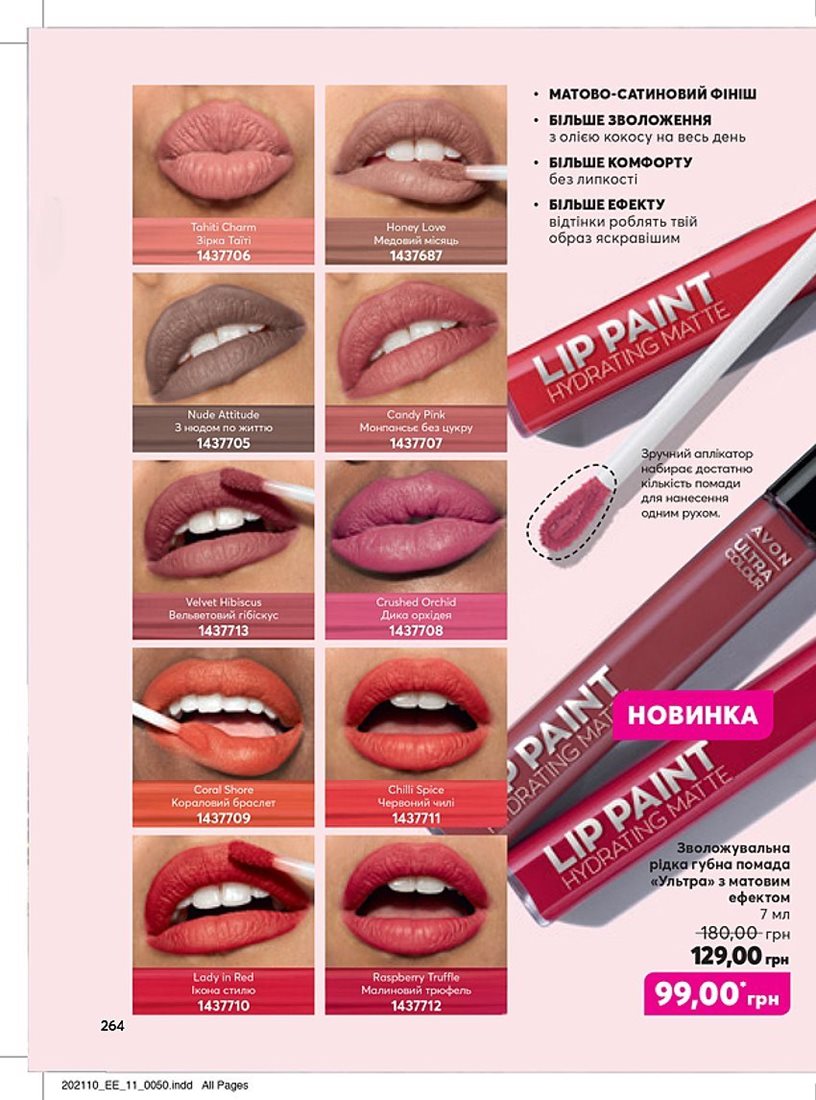 Tahiti Charm
Зірка Таїті
1437706
Honey Love
Медовий місяць
1437687
Nude Attitude
З нюдом по життю
1437705
Candy Pink
Монпансьє без цукру
1437707
Velvet Hibiscus
Вельветовий гібіскус
1437713
Crushed Orchid
Дика орхідея
1437708
Coral Shore
Кораловий браслет
1437709
Chilli Spice
Червоний чилі
1437711
Lady in Red
Ікона стилю
1437710
Raspberry Truffle
Малиновий трюфель
1437712
• МАТОВО-САТИНОВИЙ ФІНІШ
• БІЛЬШЕ ЗВОЛОЖЕННЯ
з олією кокосу на весь день
• БІЛЬШЕ КОМФОРТУ
без липкості
• БІЛЬШЕ ЕФЕКТУ
відтінки роблять твій
образ яскравішим
LIP PAINT
HYDRATING MATTE
Зручний аплікатор
набирає достатню
кількість помади
для нанесення
одним рухом.
AVON
ULTRA
COLOUR
LIP PAINT
HYDRATING MATTE
НОВИНКА
LIP PAINT
HYDRATING MATTE
Зволожувальна
рідка губна помада
«Ультра» з матовим
ефектом
7 мл
180,00 грн
129,00 грн
99,00* грн
264
202110_EE_11_0050.indd All Pages